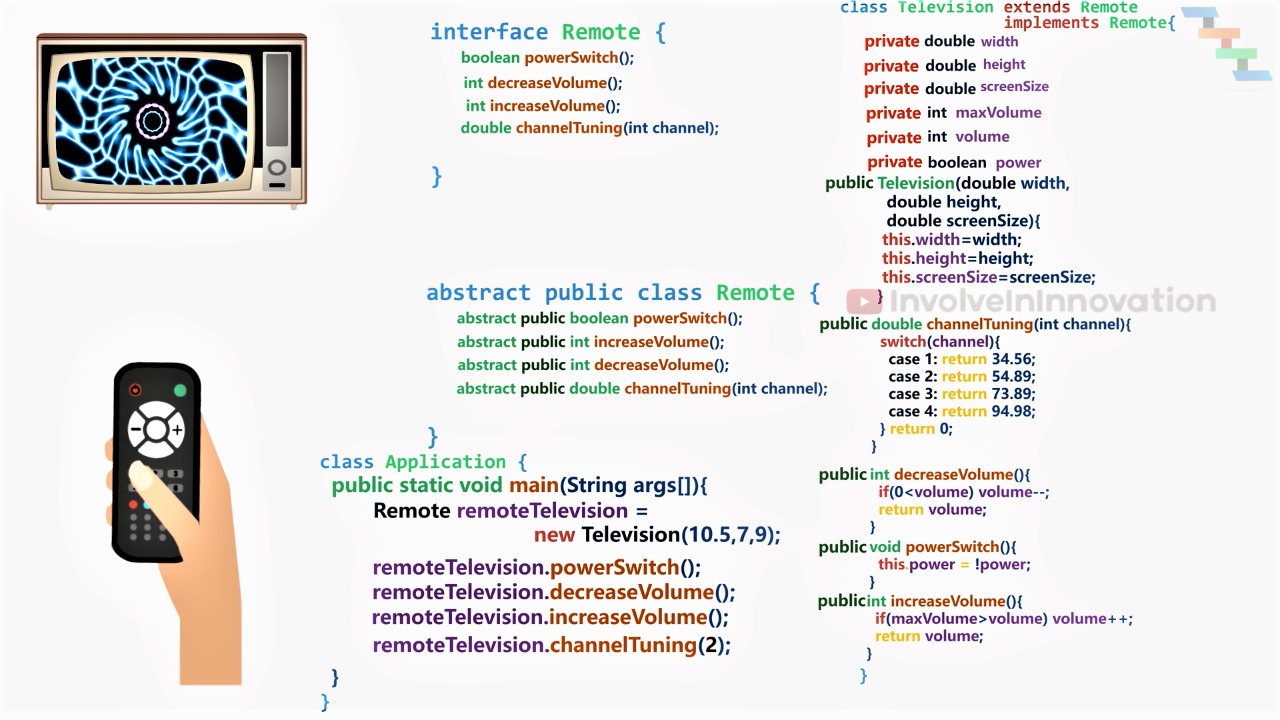 interface Remote {
boolean powerSwitch();
int decreaseVolume();
int increaseVolume();
double channelTuning(int channel);
}
abstract public class Remote {
abstract public boolean powerSwitch();
abstract public int increaseVolume();
abstract public int decreaseVolume();
abstract public double channelTuning(int channel);
}
class Application {
public static void main(String args[]){
Remote remoteTelevision =
new Television(10.5,7,9);
remoteTelevision.powerSwitch();
remoteTelevision.decreaseVolume();
remoteTelevision.increaseVolume();
remoteTelevision.channelTuning(2);
}
}
class Television extends Remote
implements Remote{
private double width
private double height
private double screenSize
private int maxVolume
private int volume
private boolean power
public Television(double width,
double height,
double screenSize){
this.width=width;
this.height=height;
this.screenSize=screenSize;
}
InvolveInInnovation
public double channelTuning(int channel){
switch(channel){
case 1: return 34.56;
case 2: return 54.89;
case 3: return 73.89;
case 4: return 94.98;
} return 0;
}
public int decreaseVolume(){
if(0<volume) volume--;
return volume;
}
public void powerSwitch(){
this.power = !power;
}
public int increaseVolume(){
if(maxVolume>volume) volume++;
return volume;
}
}